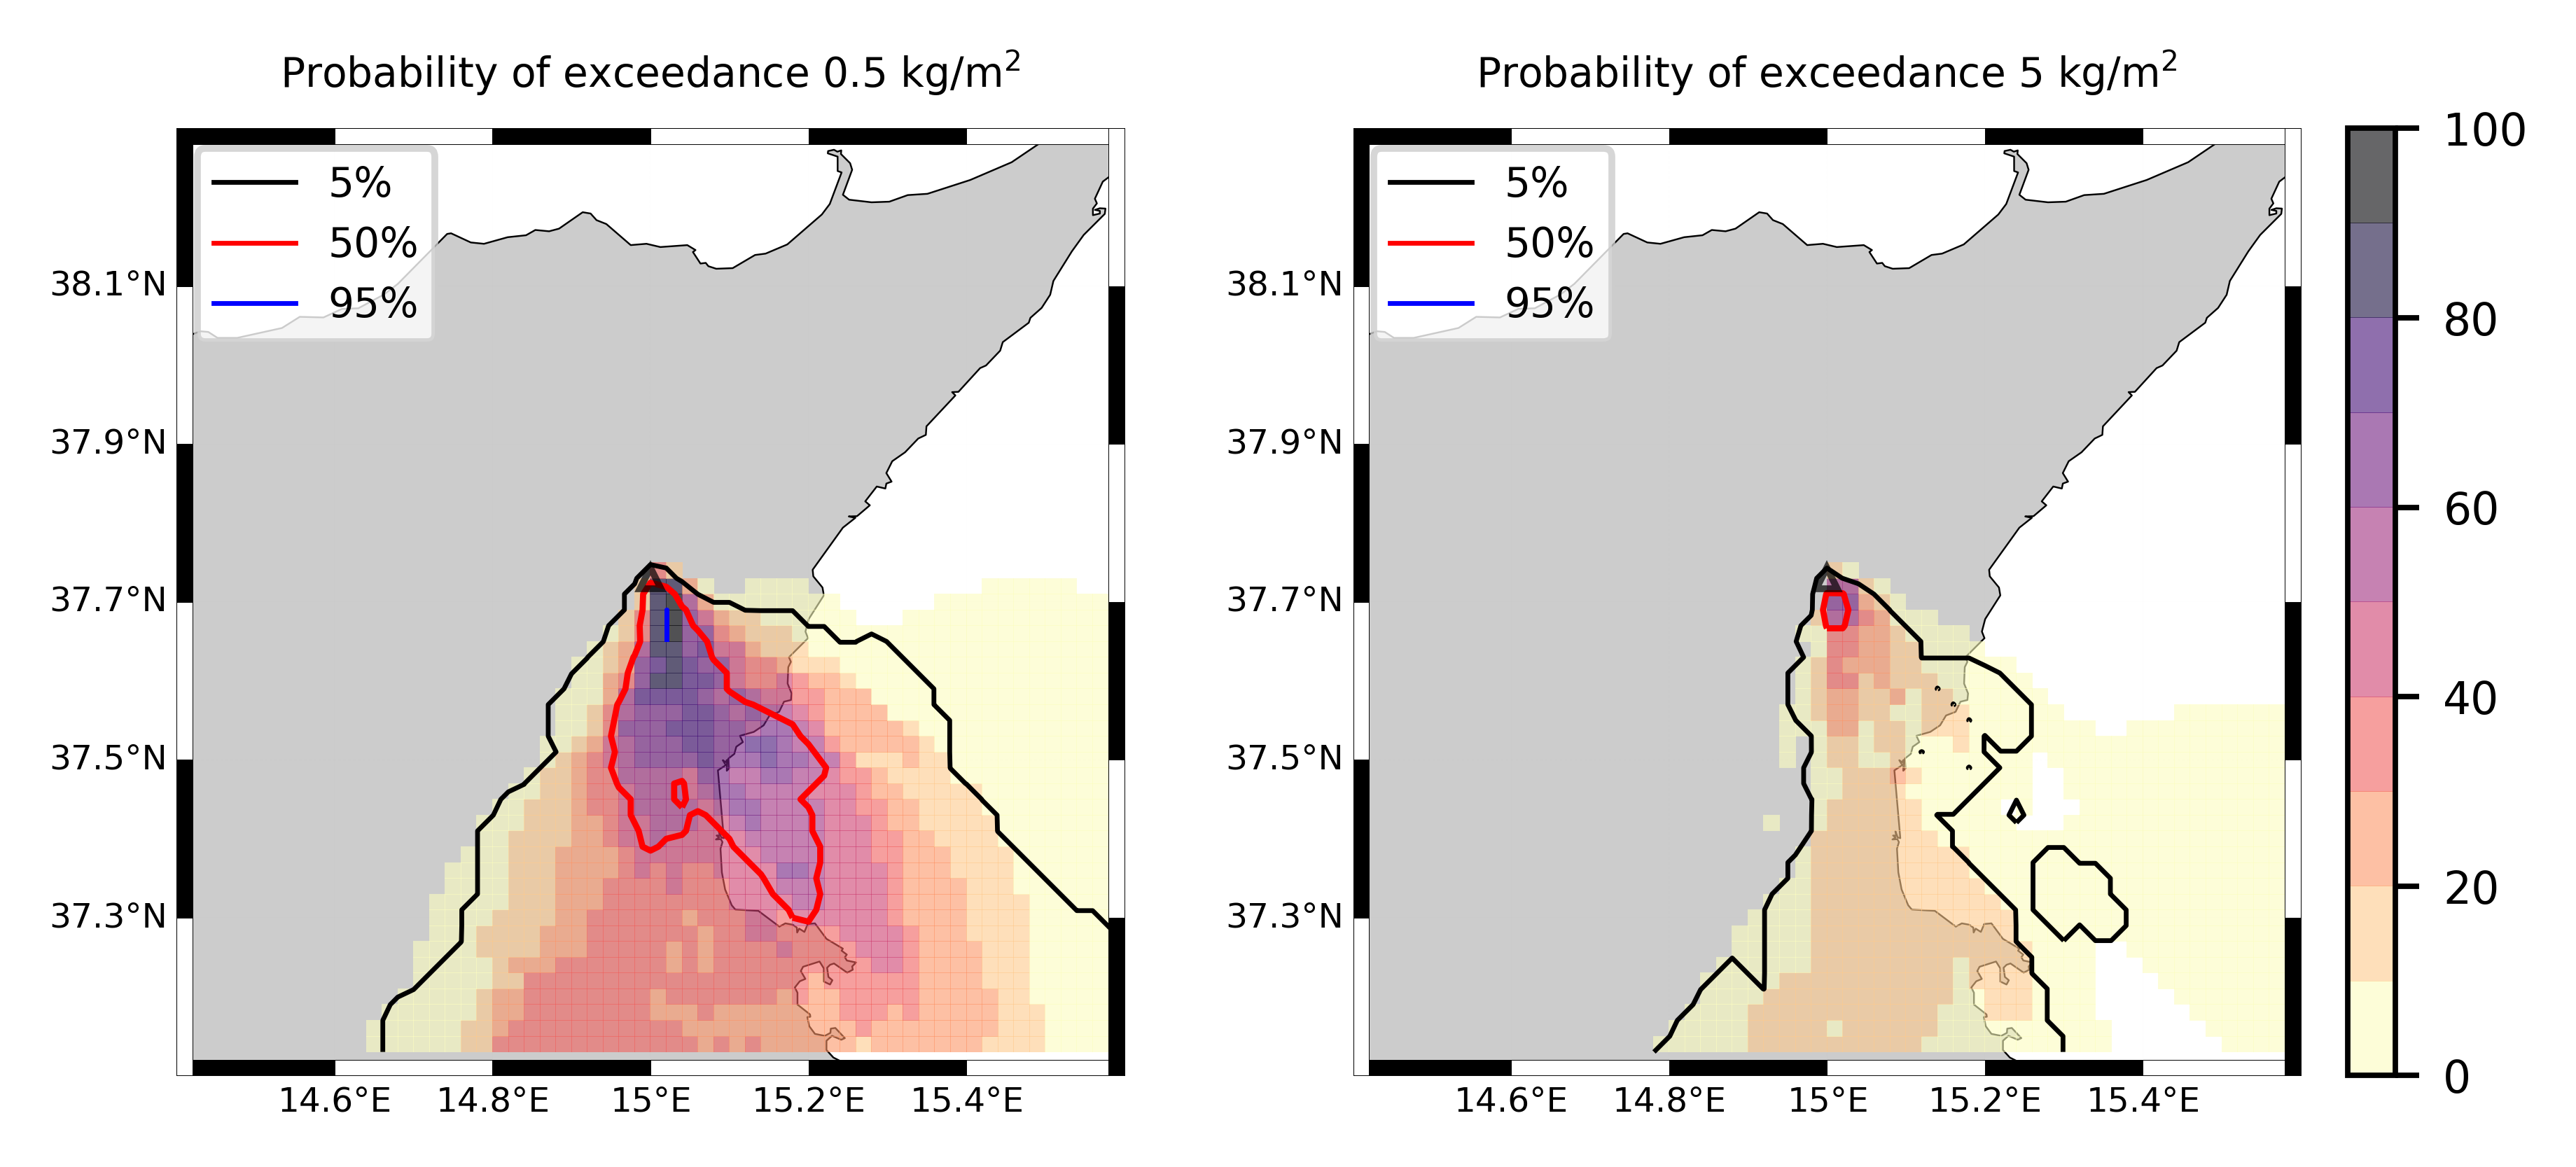 Probability of exceedance 0.5 kg/m²
5%
50%
95%
38.1°N
37.9°N
37.7°N
37.5°N
37.3°N
14.6°E 14.8°E 15°E 15.2°E 15.4°E
Probability of exceedance 5 kg/m²
5%
50%
95%
38.1°N
37.9°N
37.7°N
37.5°N
37.3°N
14.6°E 14.8°E 15°E 15.2°E 15.4°E
100
80
60
40
20
0